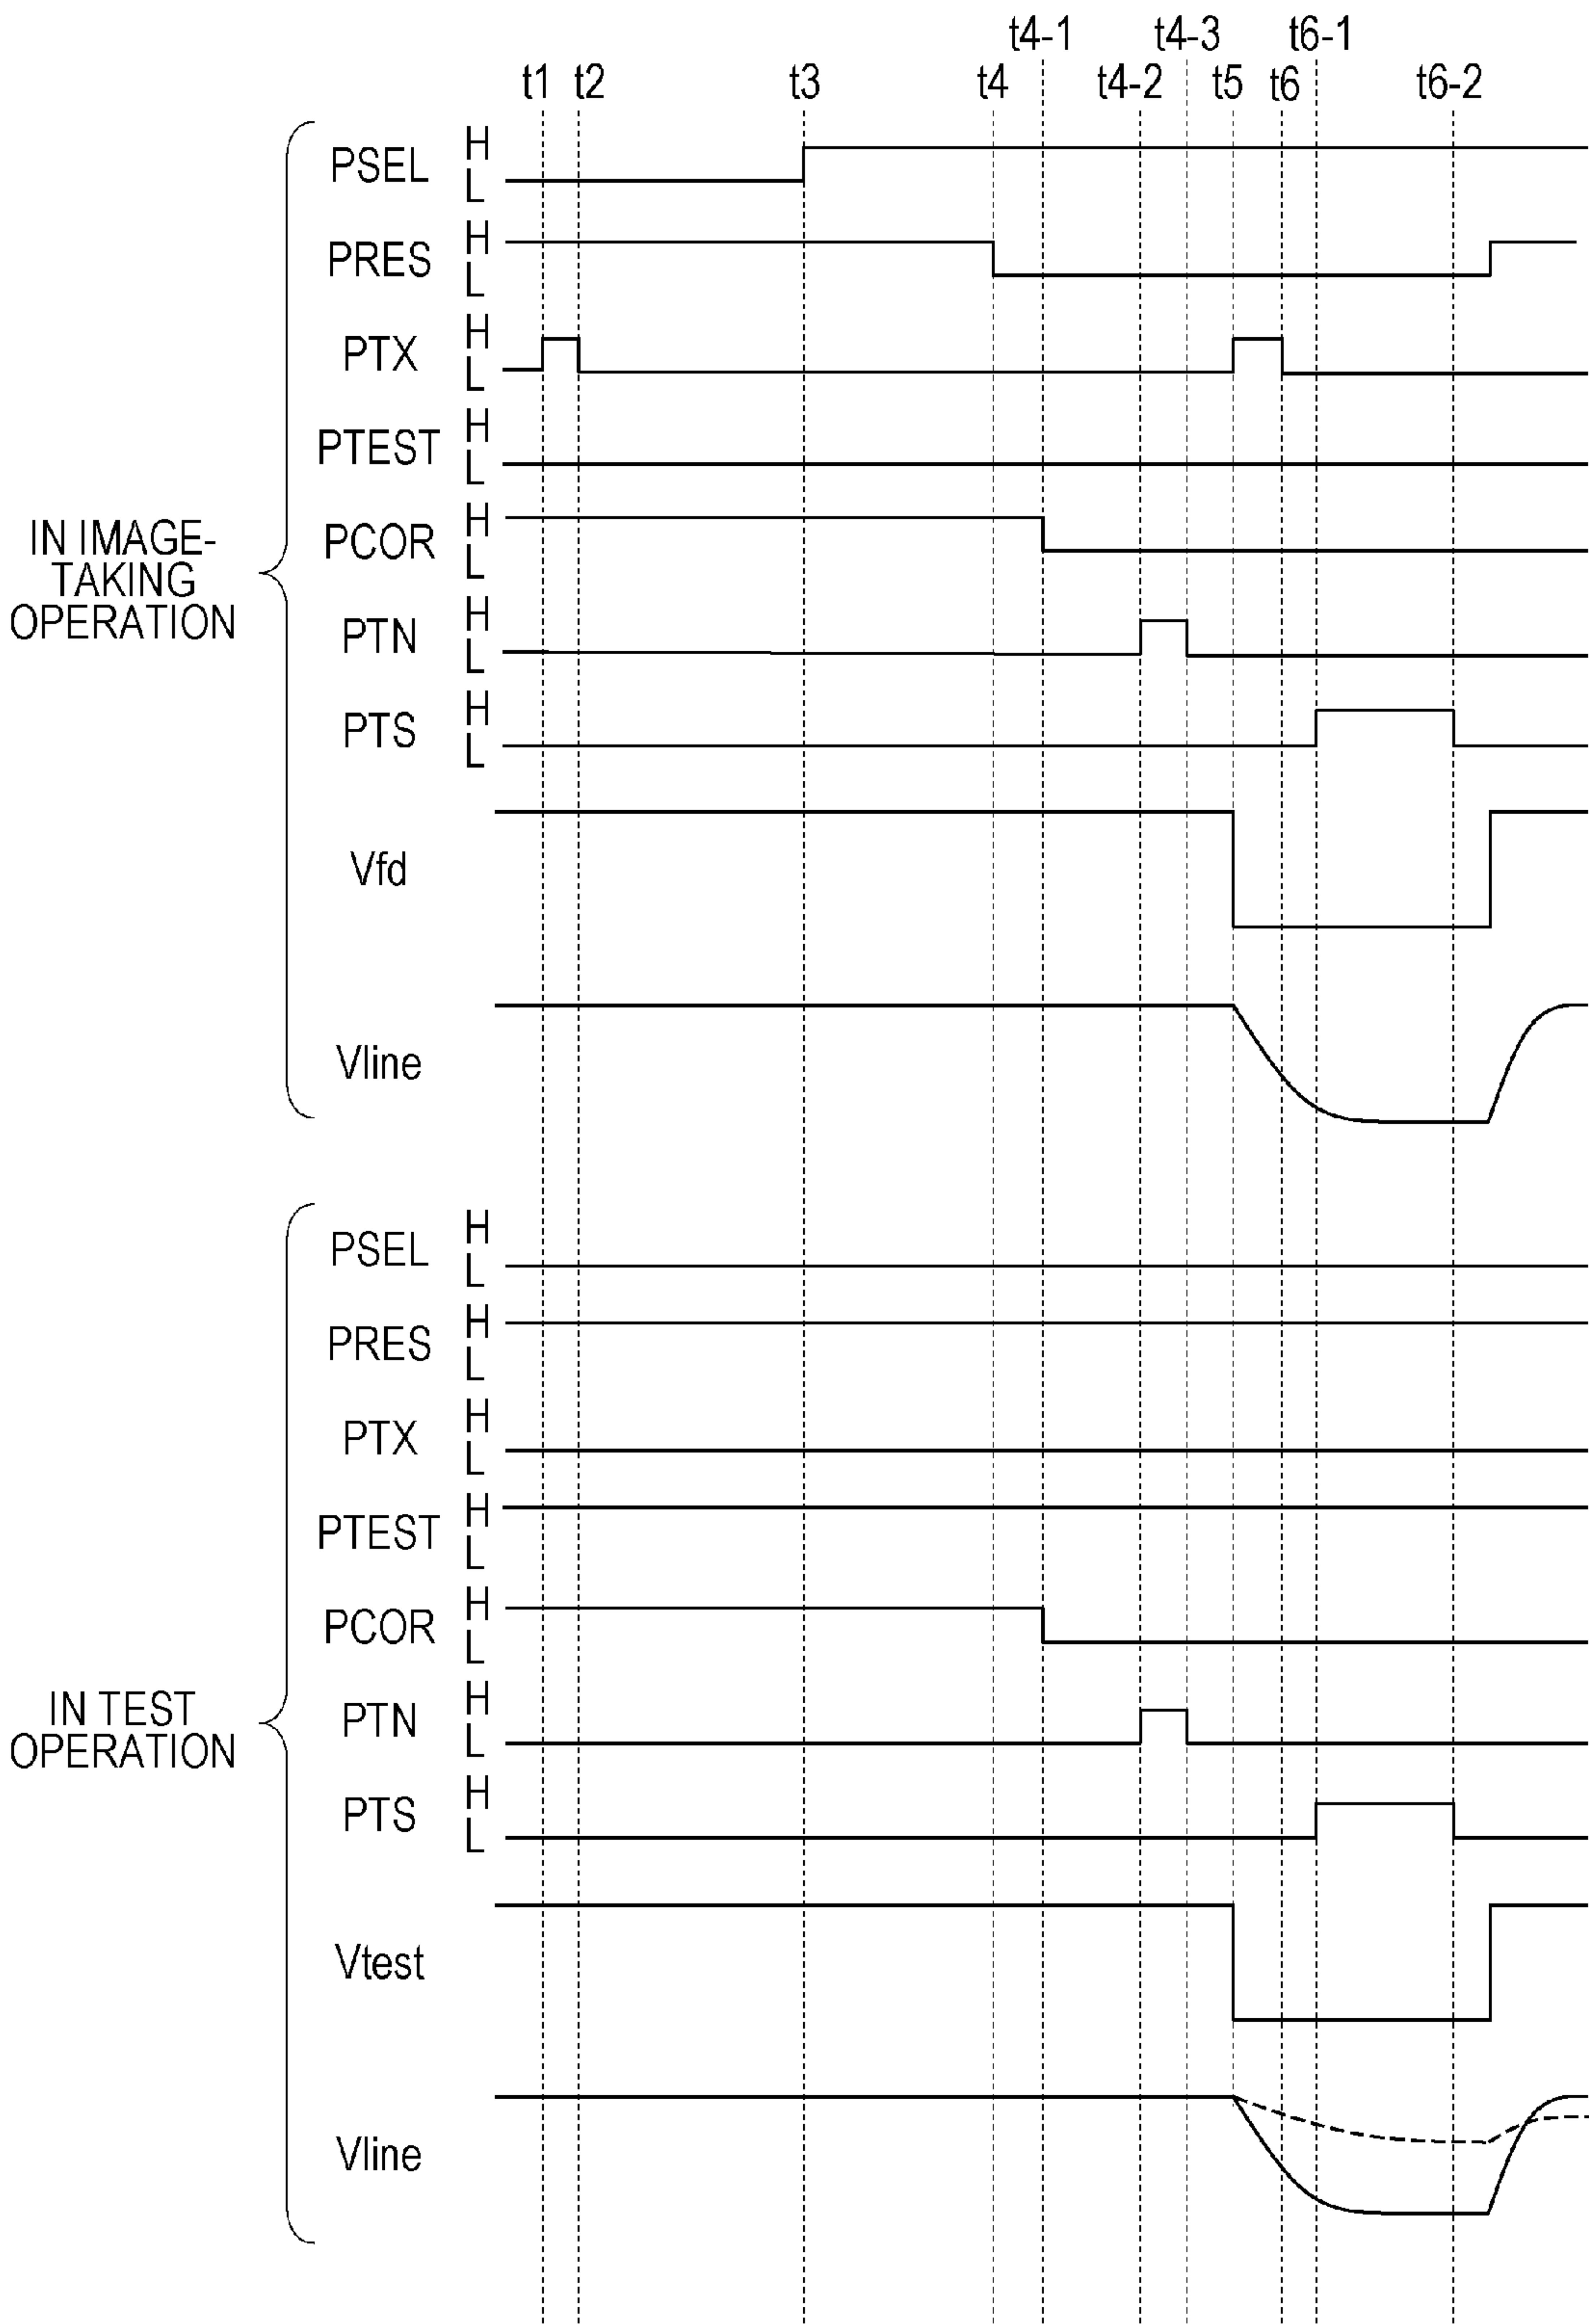 t4-1 t4-3 t6-1
t1 t2 t3 t4 t4-2 t5 t6 t6-2
IN IMAGE-
TAKING
OPERATION
PSEL H
L
PRES H
L
PTX H
L
PTEST H
L
PCOR H
L
PTN H
L
PTS H
L
Vfd
Vline
IN TEST
OPERATION
PSEL H
L
PRES H
L
PTX H
L
PTEST H
L
PCOR H
L
PTN H
L
PTS H
L
Vtest
Vline